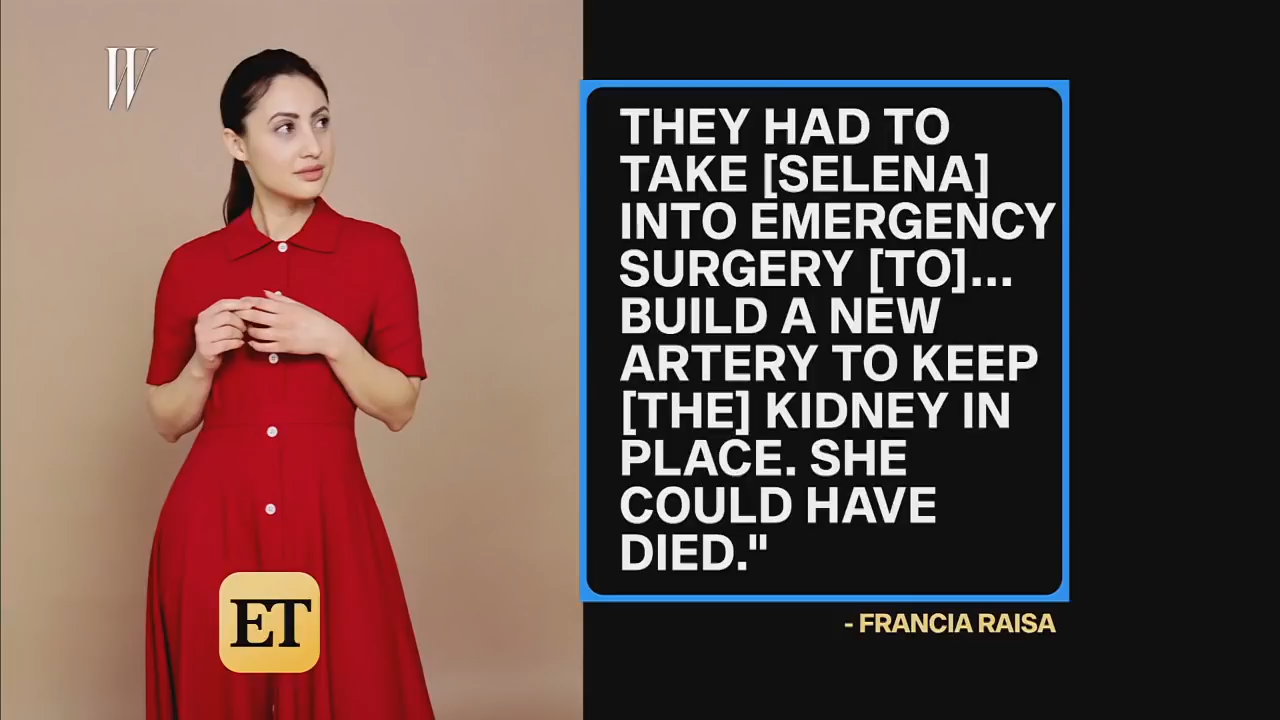 W
THEY HAD TO
TAKE [SELENA]
INTO EMERGENCY
SURGERY [TO]...
BUILD A NEW
ARTERY TO KEEP
[THE] KIDNEY IN
PLACE. SHE
COULD HAVE
DIED."
- FRANCIA RAISA
ET